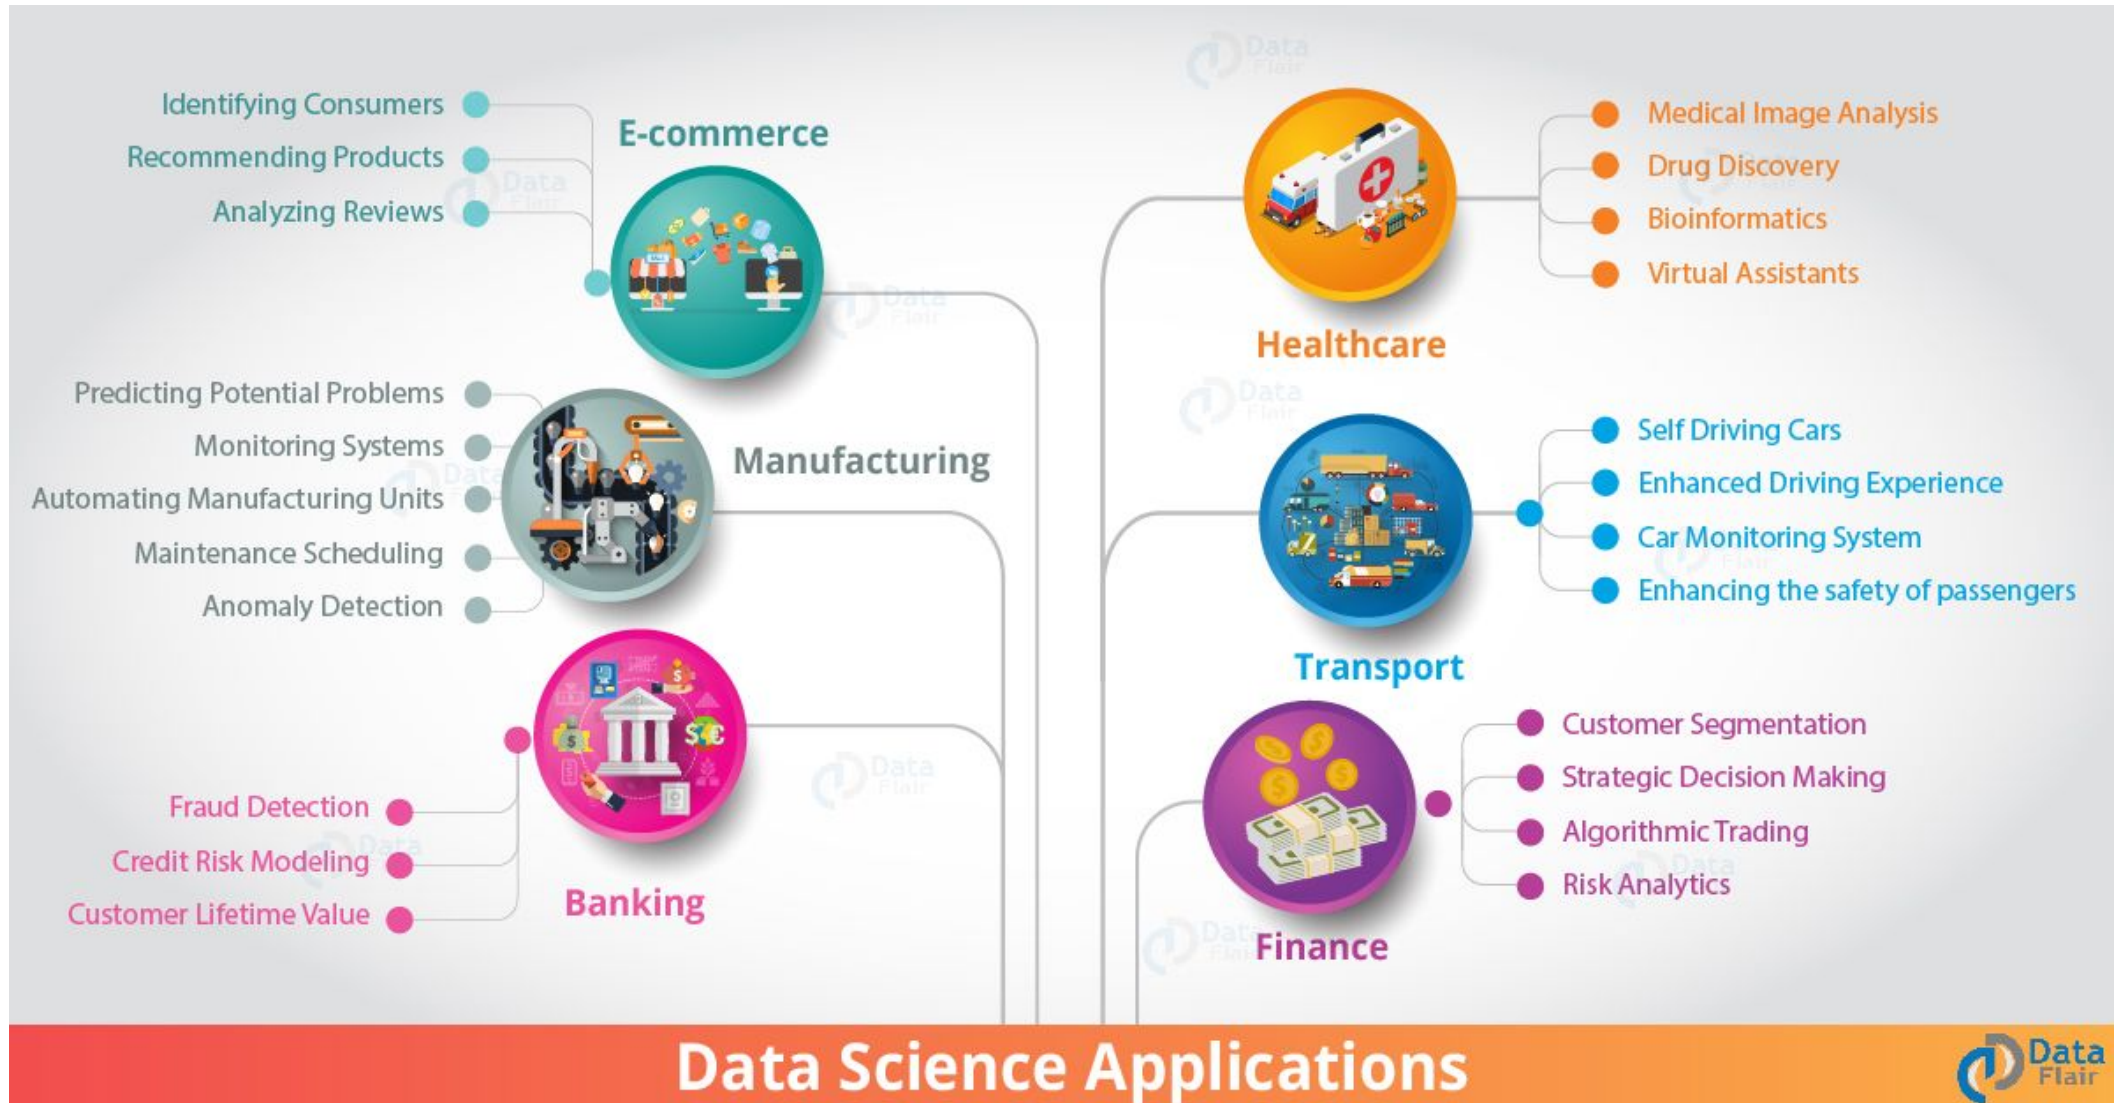 E-commerce
Identifying Consumers
Recommending Products
Analyzing Reviews
Manufacturing
Predicting Potential Problems
Monitoring Systems
Automating Manufacturing Units
Maintenance Scheduling
Anomaly Detection
Banking
Fraud Detection
Credit Risk Modeling
Customer Lifetime Value
Healthcare
Medical Image Analysis
Drug Discovery
Bioinformatics
Virtual Assistants
Transport
Self Driving Cars
Enhanced Driving Experience
Car Monitoring System
Enhancing the safety of passengers
Finance
Customer Segmentation
Strategic Decision Making
Algorithmic Trading
Risk Analytics
Data Science Applications
Data
Flair